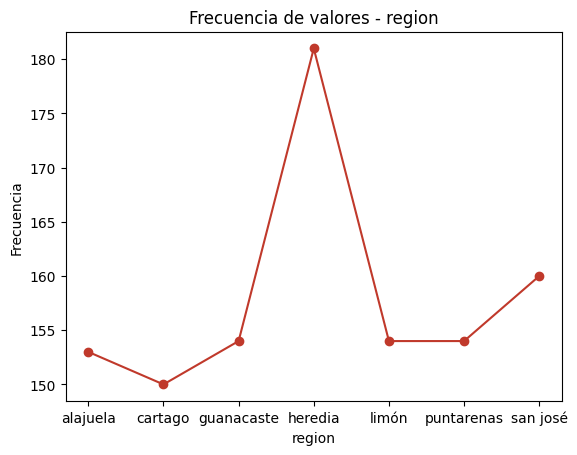 Frecuencia de valores - region
Frecuencia
180
175
170
165
160
155
150
alajuela cartago guanacaste heredia limón puntarenas san josé
region